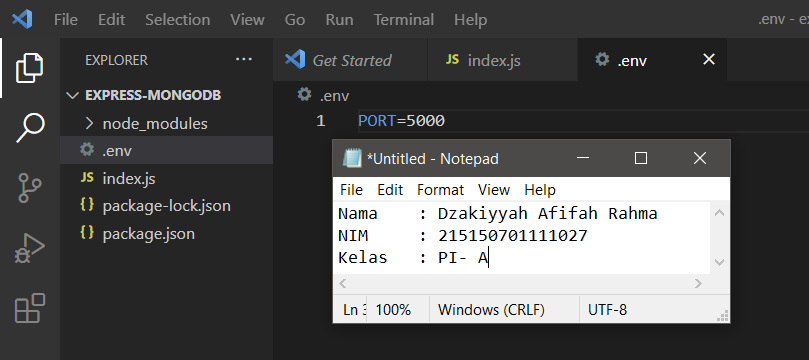 File Edit Selection View Go Run Terminal Help .env - e
EXPLORER ··· Get Started JS index.js .env
EXPRESS-MONGODB
.env
node_modules
1 PORT=5000
.env
JS index.js
{} package-lock.json
{} package.json
*Untitled - Notepad
File Edit Format View Help
Nama : Dzakiyyah Afifah Rahma
NIM : 215150701111027
Kelas : PI- A
Ln 100% Windows (CRLF) UTF-8